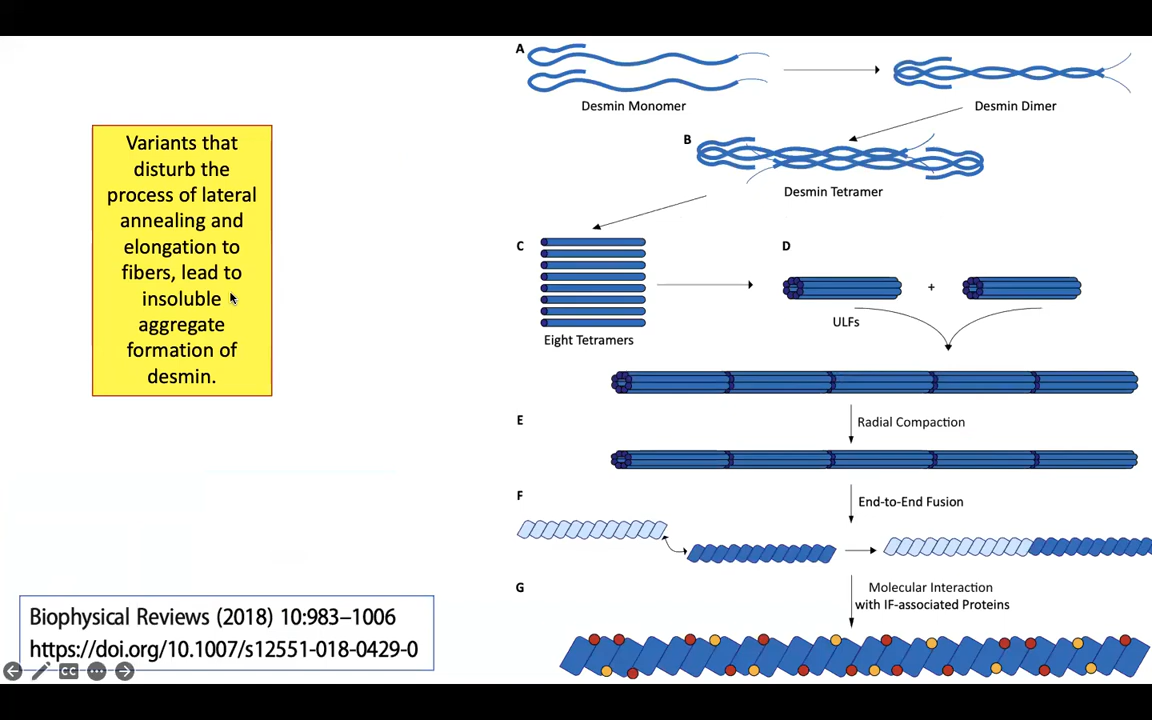 A
Desmin Monomer
Desmin Dimer
B
Desmin Tetramer
Variants that
disturb the
process of lateral
annealing and
elongation to
fibers, lead to
insoluble
aggregate
formation of
desmin.
C
Eight Tetramers
D
+
ULFs
E
Radial Compaction
F
End-to-End Fusion
G
Molecular Interaction
with IF-associated Proteins
Biophysical Reviews (2018) 10:983–1006
https://doi.org/10.1007/s12551-018-0429-0
CC